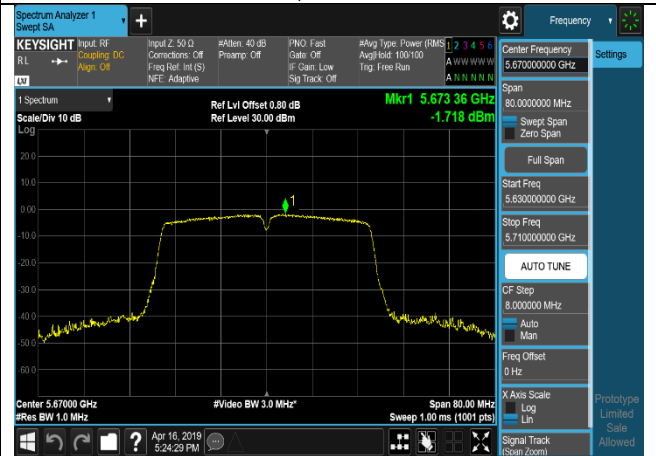 Spectrum Analyzer 1
Swept SA
Frequency
KEYSIGHT
RL
Input: RF
Coupling: DC
Align: Off
Input Z: 50 Ω
Corrections: Off
Freq Ref: Int (S)
NFE: Adaptive
#Atten: 40 dB
Preamp: Off
PNO: Fast
Gate: Off
IF Gain: Low
Sig Track: Off
#Avg Type: Power (RMS
Avg|Hold: 100/100
Trig: Free Run
1 2 3 4 5 6
A W W W W W
A N N N N N
LXI
1 Spectrum
Scale/Div 10 dB
Log
Ref Lvl Offset 0.80 dB
Ref Level 30.00 dBm
Mkr1 5.673 36 GHz
-1.718 dBm
20.0
10.0
0.00
-10.0
-20.0
-30.0
-40.0
-50.0
-60.0
1
Center 5.67000 GHz
#Res BW 1.0 MHz
#Video BW 3.0 MHz*
Span 80.00 MHz
Sweep 1.00 ms (1001 pts)
Apr 16, 2019
5:24:29 PM
Center Frequency
5.670000000 GHz
Settings
Span
80.0000000 MHz
Swept Span
Zero Span
Full Span
Start Freq
5.630000000 GHz
Stop Freq
5.710000000 GHz
AUTO TUNE
CF Step
8.000000 MHz
Auto
Man
Freq Offset
0 Hz
X Axis Scale
Log
Lin
Signal Track
(Span Zoom)
Prototype
Limited
Sale
Allowed